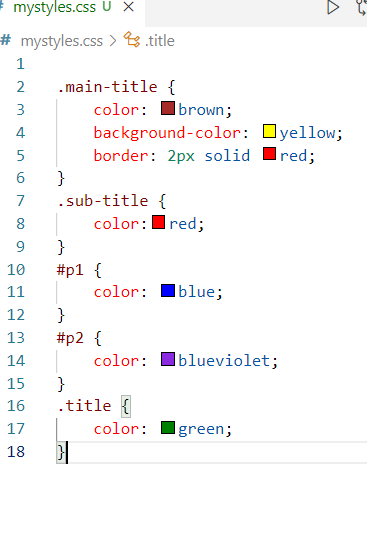 mystyles.css U
mystyles.css > .title
1
2 .main-title {
3 color: brown;
4 background-color: yellow;
5 border: 2px solid red;
6 }
7 .sub-title {
8 color: red;
9 }
10 #p1 {
11 color: blue;
12 }
13 #p2 {
14 color: blueviolet;
15 }
16 .title {
17 color: green;
18 }